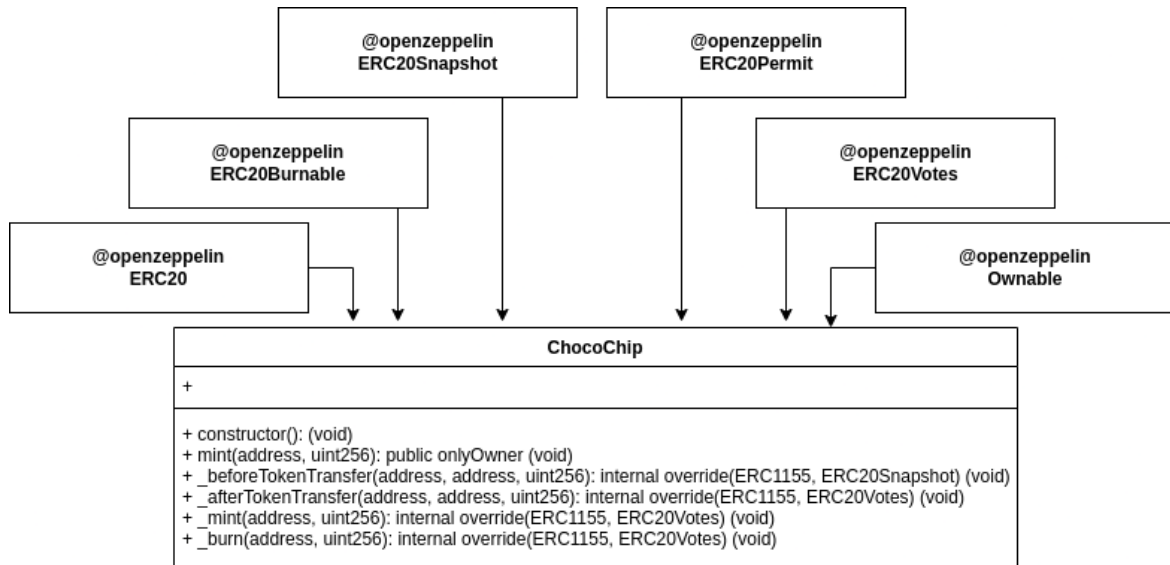 @openzeppelin
ERC20Snapshot
@openzeppelin
ERC20Permit
@openzeppelin
ERC20Burnable
@openzeppelin
ERC20Votes
@openzeppelin
ERC20
@openzeppelin
Ownable
ChocoChip
+
+ constructor(): (void)
+ mint(address, uint256): public onlyOwner (void)
+ _beforeTokenTransfer(address, address, uint256): internal override(ERC1155, ERC20Snapshot) (void)
+ _afterTokenTransfer(address, address, uint256): internal override(ERC1155, ERC20Votes) (void)
+ _mint(address, uint256): internal override(ERC1155, ERC20Votes) (void)
+ _burn(address, uint256): internal override(ERC1155, ERC20Votes) (void)